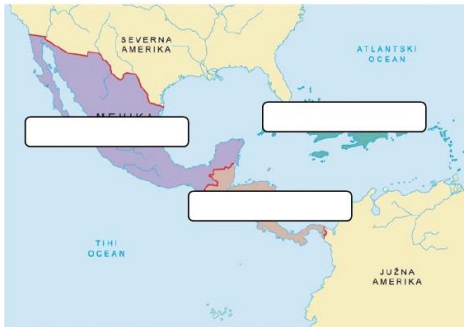 SEVERNA
AMERIKA
ATLANTSKI
OCEAN
TIHI
OCEAN
JUŽNA
AMERIKA